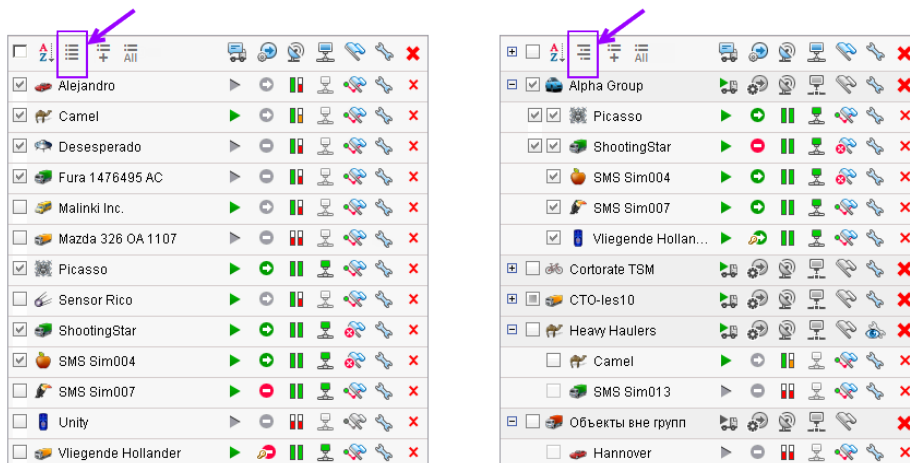 A
Z
All
Alejandro
Camel
Desesperado
Fura 1476495 AC
Malinki Inc.
Mazda 326 OA 1107
Picasso
Sensor Rico
ShootingStar
SMS Sim004
SMS Sim007
Unity
Vliegende Hollander
A
Z
All
Alpha Group
Picasso
ShootingStar
SMS Sim004
SMS Sim007
Vliegende Hollan...
Cortorate TSM
CTO-les10
Heavy Haulers
Camel
SMS Sim013
Объекты вне групп
Hannover